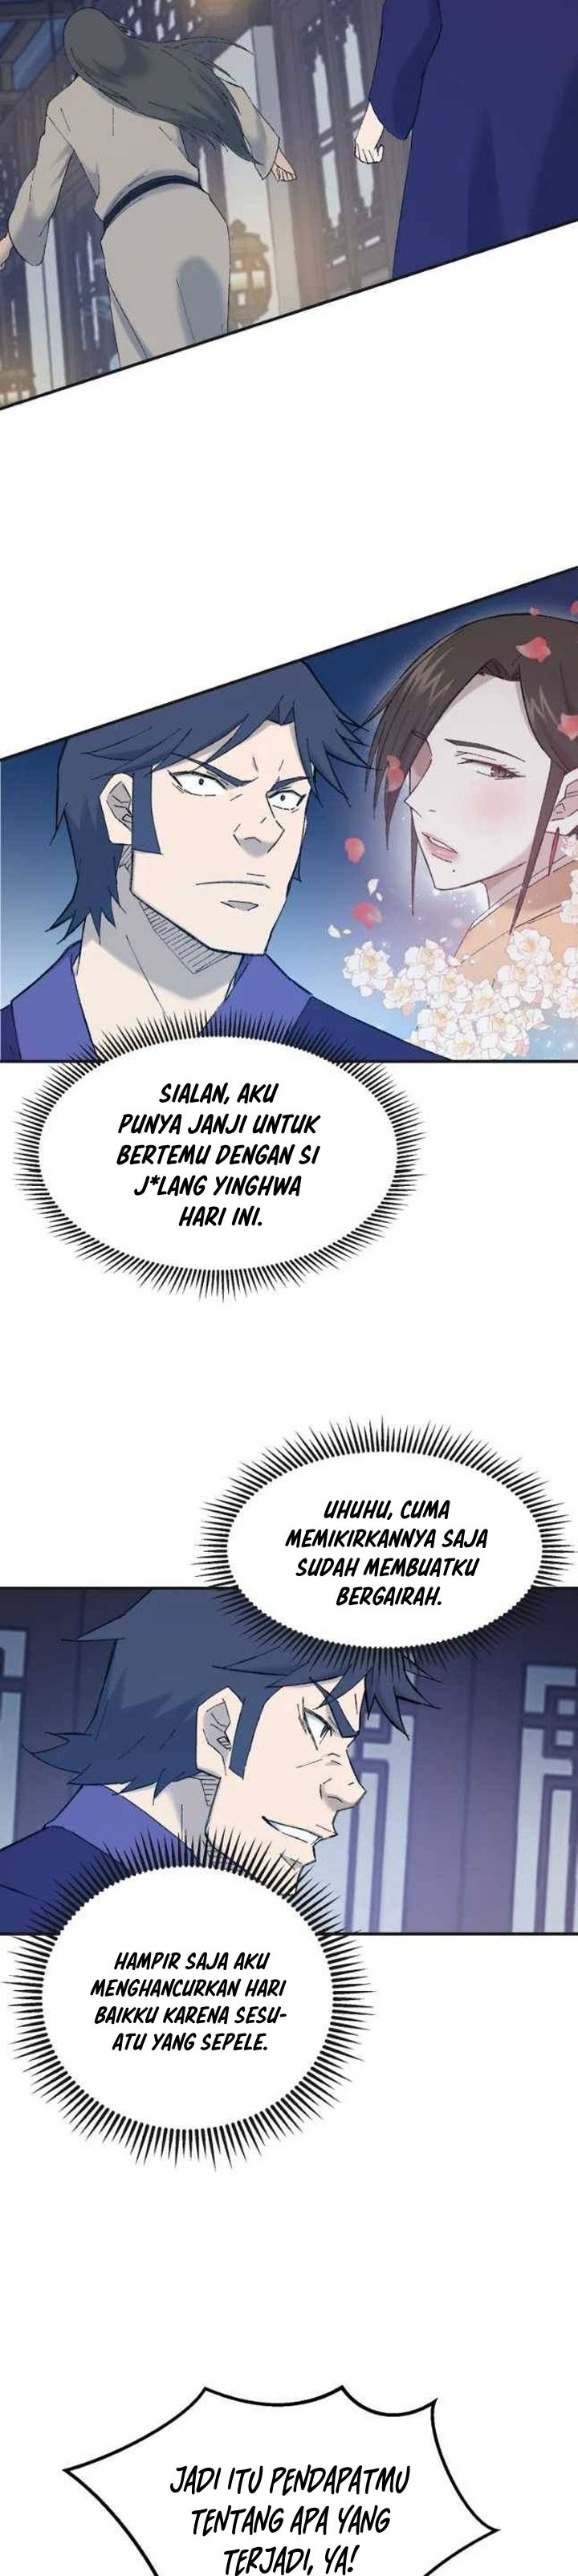 SIALAN, AKU
PUNYA JANJI UNTUK
BERTEMU DENGAN SI
J*LANG YINGHWA
HARI INI.
UHUHU, CUMA
MEMIKIRKANNYA SAJA
SUDAH MEMBUATKU
BERGAIRAH.
HAMPIR SAJA AKU
MENGHANCURKAN HARI
BAIKKU KARENA SESU-
ATU YANG SEPELE.
JADI ITU PENDAPATMU
TENTANG APA YANG
TERJADI, YA!